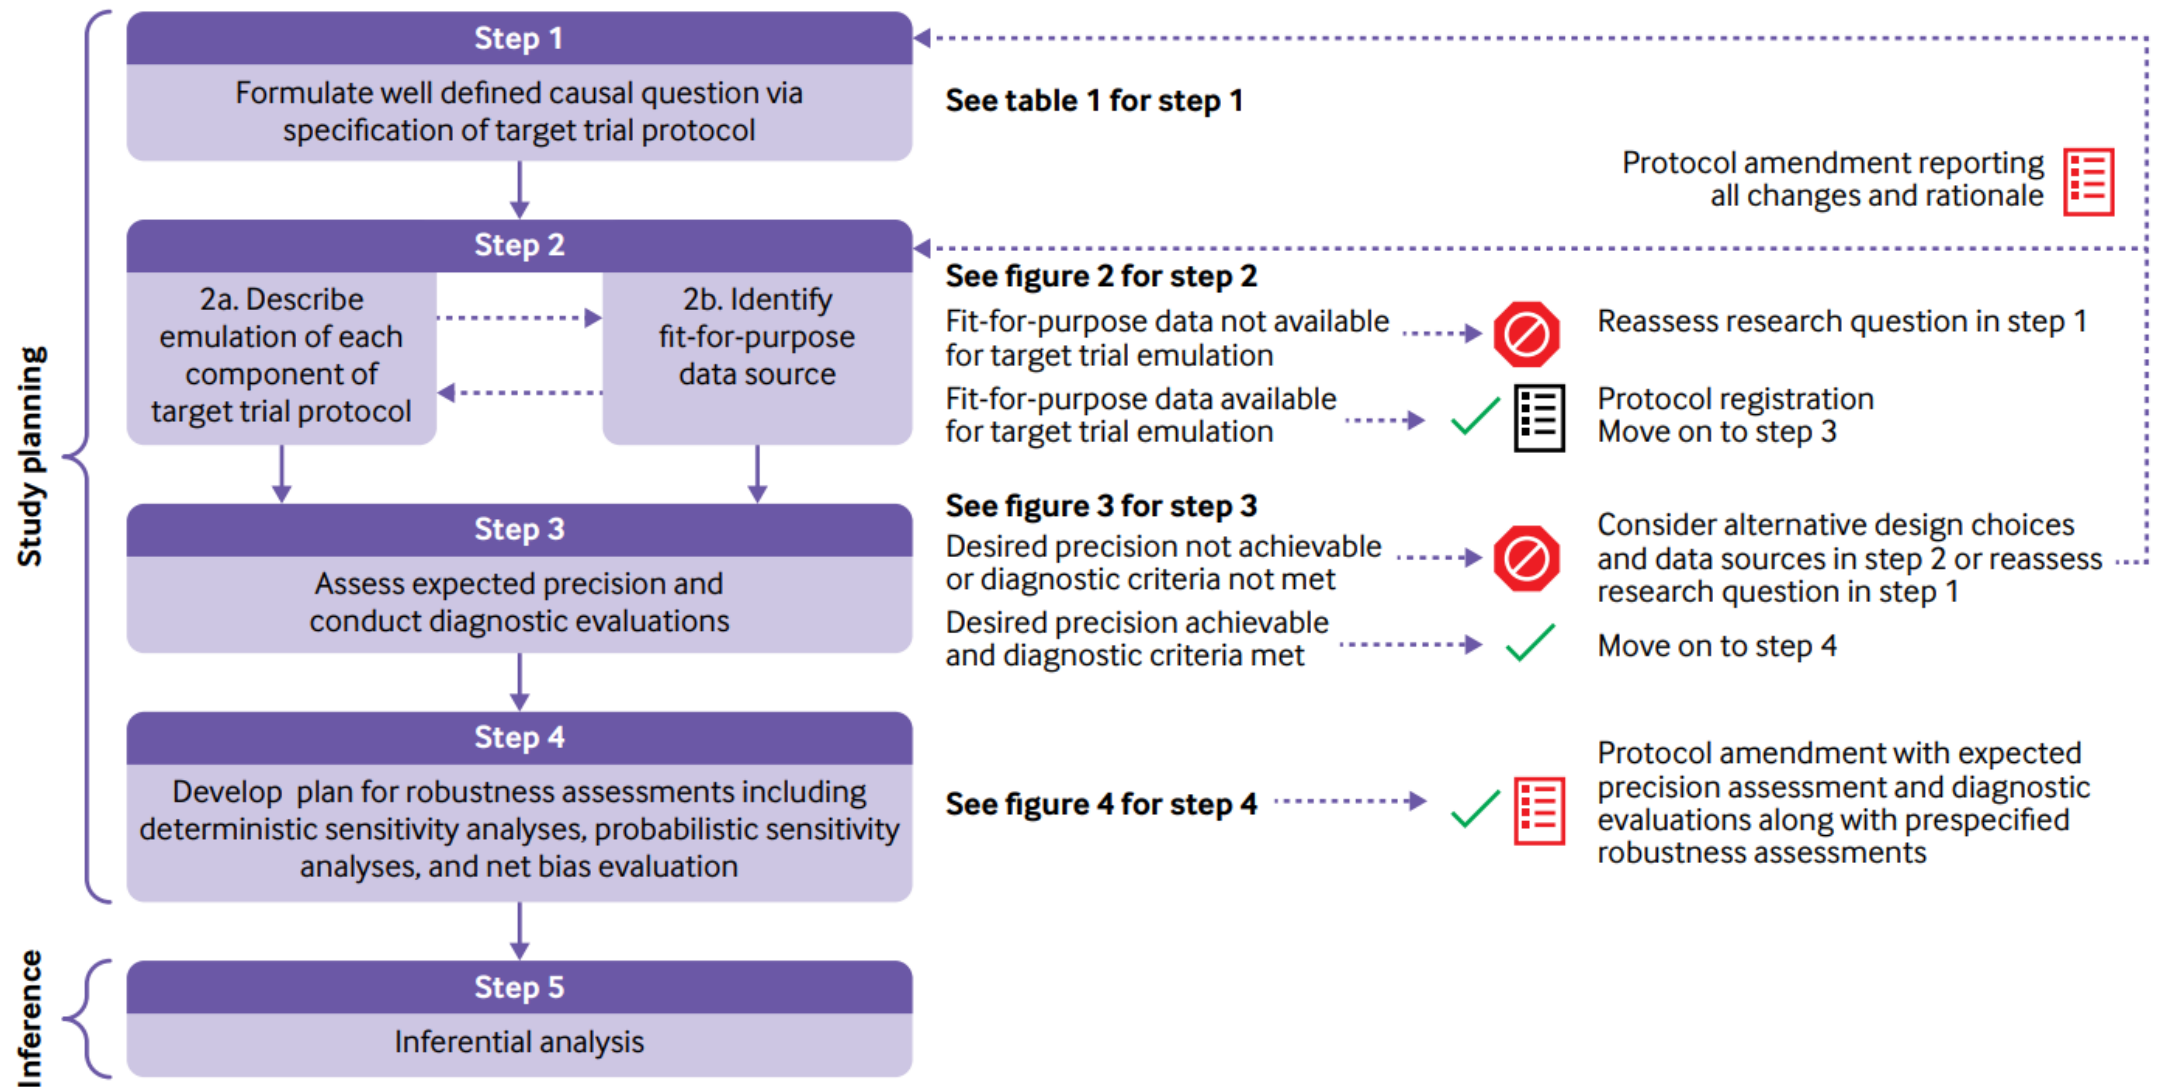 Study planning
Step 1
Formulate well defined causal question via
specification of target trial protocol
See table 1 for step 1
Protocol amendment reporting
all changes and rationale
Step 2
2a. Describe
emulation of each
component of
target trial protocol
2b. Identify
fit-for-purpose
data source
See figure 2 for step 2
Fit-for-purpose data not available
for target trial emulation
Reassess research question in step 1
Fit-for-purpose data available
for target trial emulation
Protocol registration
Move on to step 3
Step 3
Assess expected precision and
conduct diagnostic evaluations
See figure 3 for step 3
Desired precision not achievable
or diagnostic criteria not met
Consider alternative design choices
and data sources in step 2 or reassess
research question in step 1
Desired precision achievable
and diagnostic criteria met
Move on to step 4
Step 4
Develop plan for robustness assessments including
deterministic sensitivity analyses, probabilistic sensitivity
analyses, and net bias evaluation
See figure 4 for step 4
Protocol amendment with expected
precision assessment and diagnostic
evaluations along with prespecified
robustness assessments
Inference
Step 5
Inferential analysis